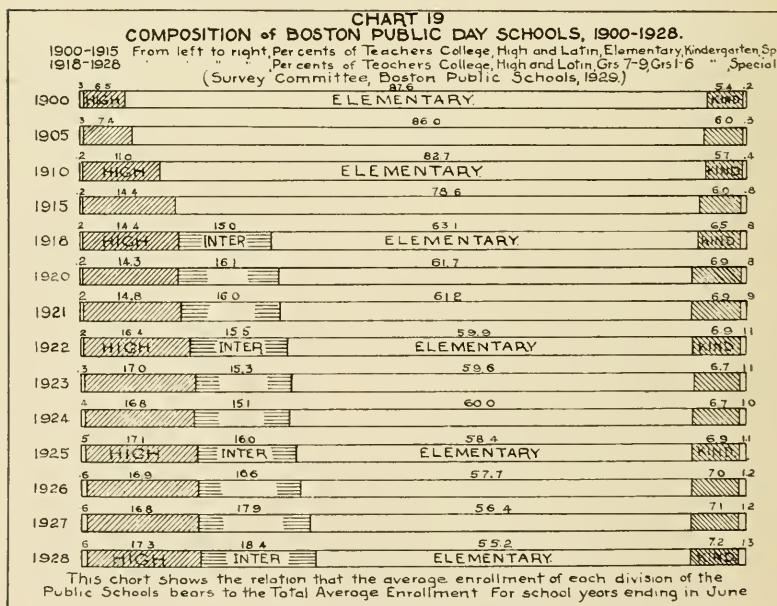 CHART 19
COMPOSITION of BOSTON PUBLIC DAY SCHOOLS, 1900-1928.
1900-1915 From left to right, Per cents of Teachers College, High and Latin, Elementary, Kindergarten, Sp
1918-1928 " " " " Per cents of Teachers College, High and Latin, Grs 7-9, Grs 1-6 " , Special
(Survey Committee, Boston Public Schools, 1929.)
.3 6.5 87.6 5.4 .2
1900 HIGH ELEMENTARY. KIND
.3 7.4 86.0 6.0 .3
1905
.2 11.0 82.7 5.7 .4
1910 HIGH ELEMENTARY. KIND
.2 14.4 78.6 6.0 .8
1915
.2 14.4 15.0 63.1 6.5 .8
1918 HIGH INTER ELEMENTARY. KIND.
.2 14.3 16.1 61.7 6.9 .8
1920
.2 14.8 16.0 61.2 6.9 .9
1921
.2 16.4 15.5 59.9 6.9 1.1
1922 HIGH INTER ELEMENTARY KIND
.3 17.0 15.3 59.6 6.7 1.1
1923
.4 16.8 15.1 60.0 6.7 1.0
1924
.5 17.1 16.0 58.4 6.9 1.1
1925 HIGH INTER ELEMENTARY KIND.
.6 16.9 16.6 57.7 7.0 1.2
1926
.6 16.8 17.9 56.4 7.1 1.2
1927
.6 17.3 18.4 55.2 7.2 1.3
1928 HIGH INTER ELEMENTARY. KIND
This chart shows the relation that the average enrollment of each division of the
Public Schools bears to the Total Average Enrollment For school years ending in June